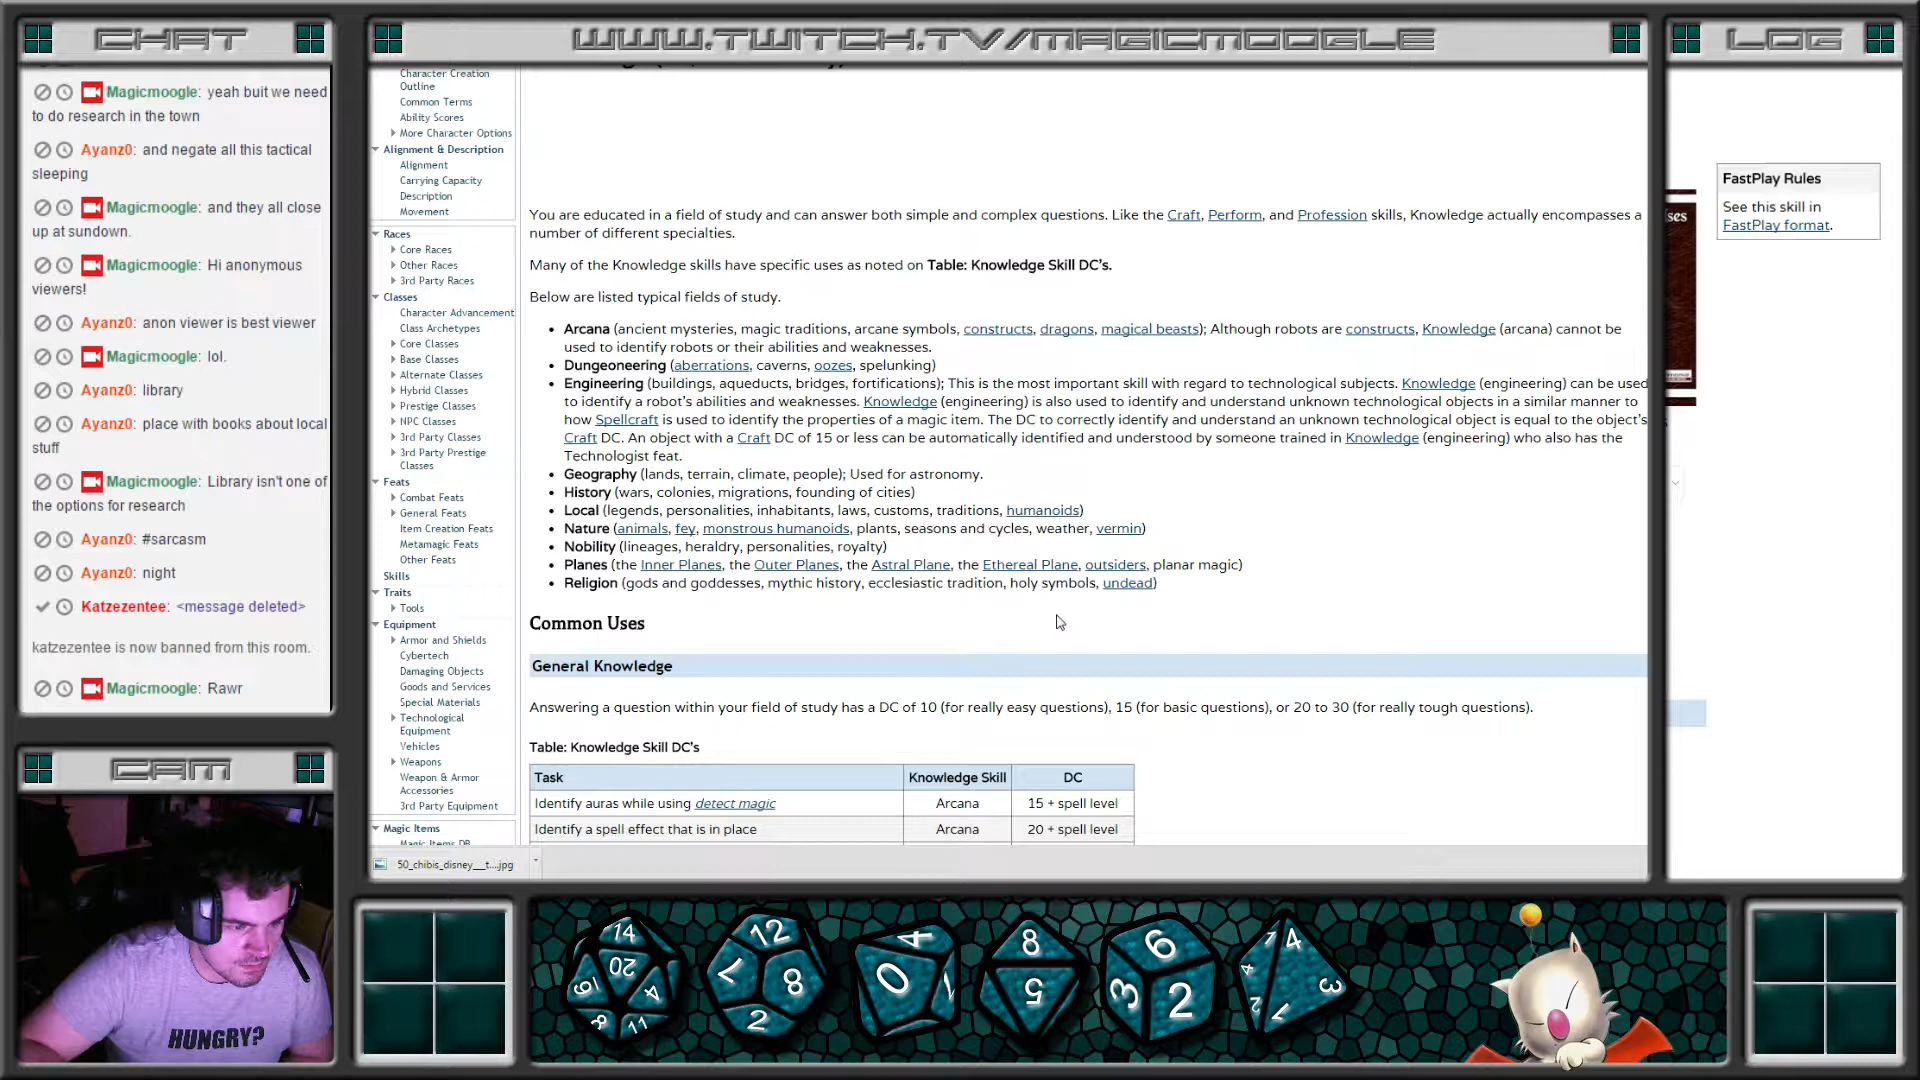 CHAT
WWW.TWITCH.TV/MAGICMOOGLE
LOG
Magicmoogle: yeah buit we need
to do research in the town
Ayanz0: and negate all this tactical
sleeping
Magicmoogle: and they all close
up at sundown.
Magicmoogle: Hi anonymous
viewers!
Ayanz0: anon viewer is best viewer
Magicmoogle: lol.
Ayanz0: library
Ayanz0: place with books about local
stuff
Magicmoogle: Library isn't one of
the options for research
Ayanz0: #sarcasm
Ayanz0: night
Katzezentee: <message deleted>
katzezentee is now banned from this room.
Magicmoogle: Rawr
CAM
HUNGRY?
Character Creation
Outline
Common Terms
Ability Scores
More Character Options
Alignment & Description
Alignment
Carrying Capacity
Description
Movement
Races
Core Races
Other Races
3rd Party Races
Classes
Character Advancement
Class Archetypes
Core Classes
Base Classes
Alternate Classes
Hybrid Classes
Prestige Classes
NPC Classes
3rd Party Classes
3rd Party Prestige
Classes
Feats
Combat Feats
General Feats
Item Creation Feats
Metamagic Feats
Other Feats
Skills
Traits
Tools
Equipment
Armor and Shields
Cybertech
Damaging Objects
Goods and Services
Special Materials
Technological
Equipment
Vehicles
Weapons
Weapon & Armor
Accessories
3rd Party Equipment
Magic Items
Magic Items DB
50_chibis_disney__t....jpg
You are educated in a field of study and can answer both simple and complex questions. Like the Craft, Perform, and Profession skills, Knowledge actually encompasses a
number of different specialties.
Many of the Knowledge skills have specific uses as noted on Table: Knowledge Skill DC's.
Below are listed typical fields of study.
• Arcana (ancient mysteries, magic traditions, arcane symbols, constructs, dragons, magical beasts); Although robots are constructs, Knowledge (arcana) cannot be
used to identify robots or their abilities and weaknesses.
• Dungeoneering (aberrations, caverns, oozes, spelunking)
• Engineering (buildings, aqueducts, bridges, fortifications); This is the most important skill with regard to technological subjects. Knowledge (engineering) can be used
to identify a robot's abilities and weaknesses. Knowledge (engineering) is also used to identify and understand unknown technological objects in a similar manner to
how Spellcraft is used to identify the properties of a magic item. The DC to correctly identify and understand an unknown technological object is equal to the object's
Craft DC. An object with a Craft DC of 15 or less can be automatically identified and understood by someone trained in Knowledge (engineering) who also has the
Technologist feat.
• Geography (lands, terrain, climate, people); Used for astronomy.
• History (wars, colonies, migrations, founding of cities)
• Local (legends, personalities, inhabitants, laws, customs, traditions, humanoids)
• Nature (animals, fey, monstrous humanoids, plants, seasons and cycles, weather, vermin)
• Nobility (lineages, heraldry, personalities, royalty)
• Planes (the Inner Planes, the Outer Planes, the Astral Plane, the Ethereal Plane, outsiders, planar magic)
• Religion (gods and goddesses, mythic history, ecclesiastic tradition, holy symbols, undead)
Common Uses
General Knowledge
Answering a question within your field of study has a DC of 10 (for really easy questions), 15 (for basic questions), or 20 to 30 (for really tough questions).
Table: Knowledge Skill DC's
Task Knowledge Skill DC
Identify auras while using detect magic Arcana 15 + spell level
Identify a spell effect that is in place Arcana 20 + spell level
FastPlay Rules
See this skill in
FastPlay format.
ses
14 20 4 11 8
12 7 8 2
4 0
8 5
6 3 2
4 3